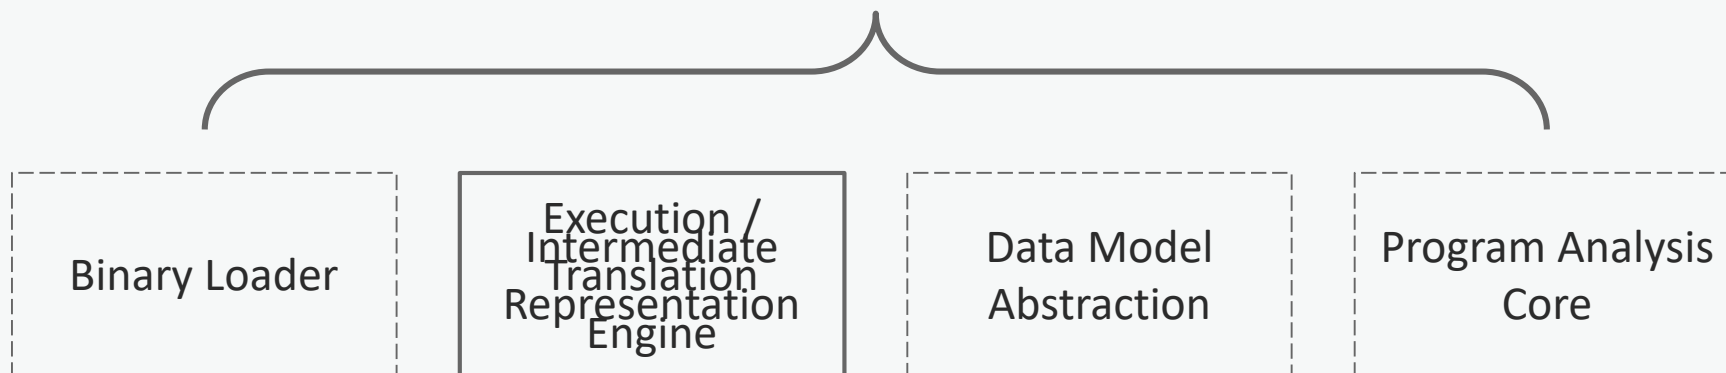 Binary Loader
Execution /
Translation
Engine
Intermediate
Representation
Data Model
Abstraction
Program Analysis
Core